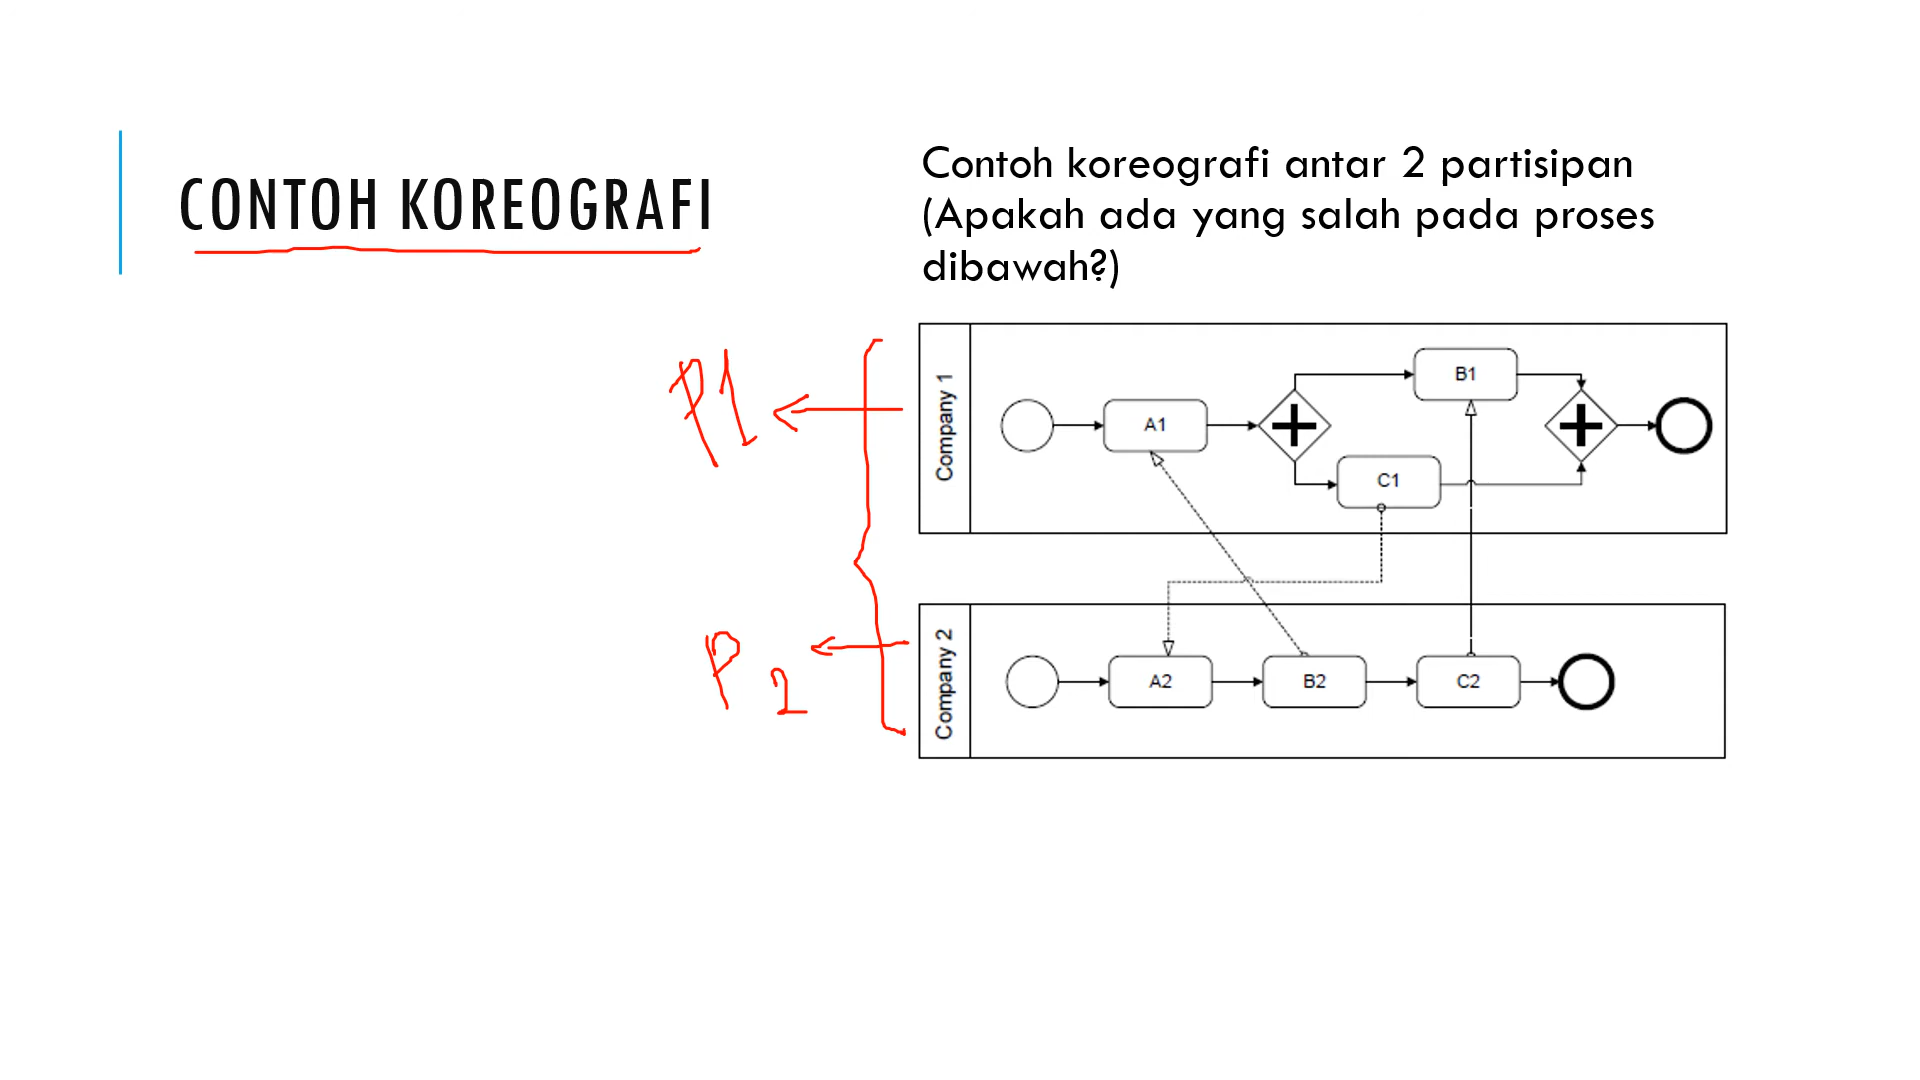 CONTOH KOREOGRAFI
Contoh koreografi antar 2 partisipan
(Apakah ada yang salah pada proses
dibawah?)
P1
P2
Company 1
A1
B1
C1
Company 2
A2
B2
C2